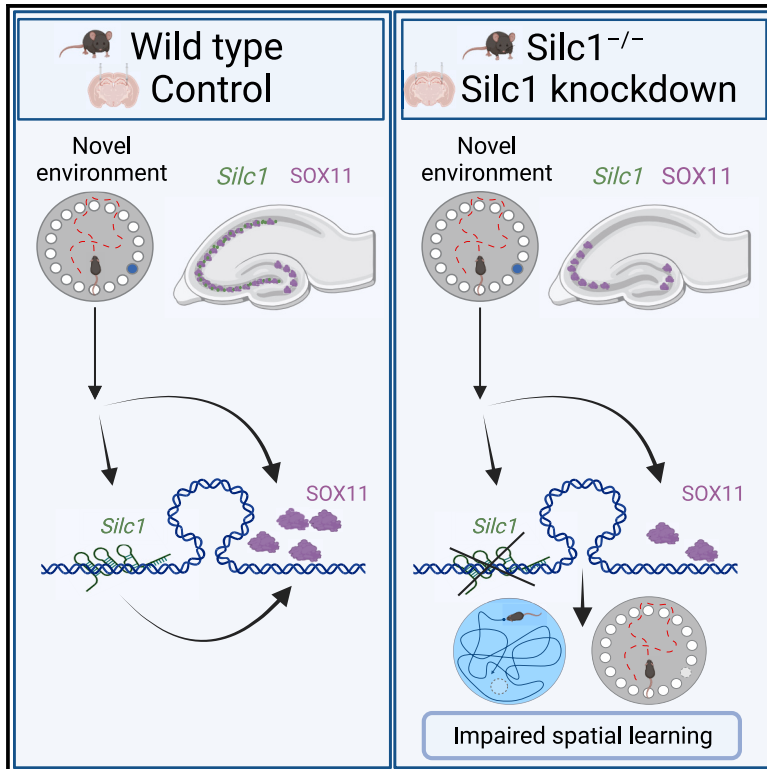 Wild type
Control
Novel
environment
Silc1 SOX11
SOX11
Silc1
Silc1⁻/⁻
Silc1 knockdown
Novel
environment
Silc1 SOX11
SOX11
Silc1
Impaired spatial learning